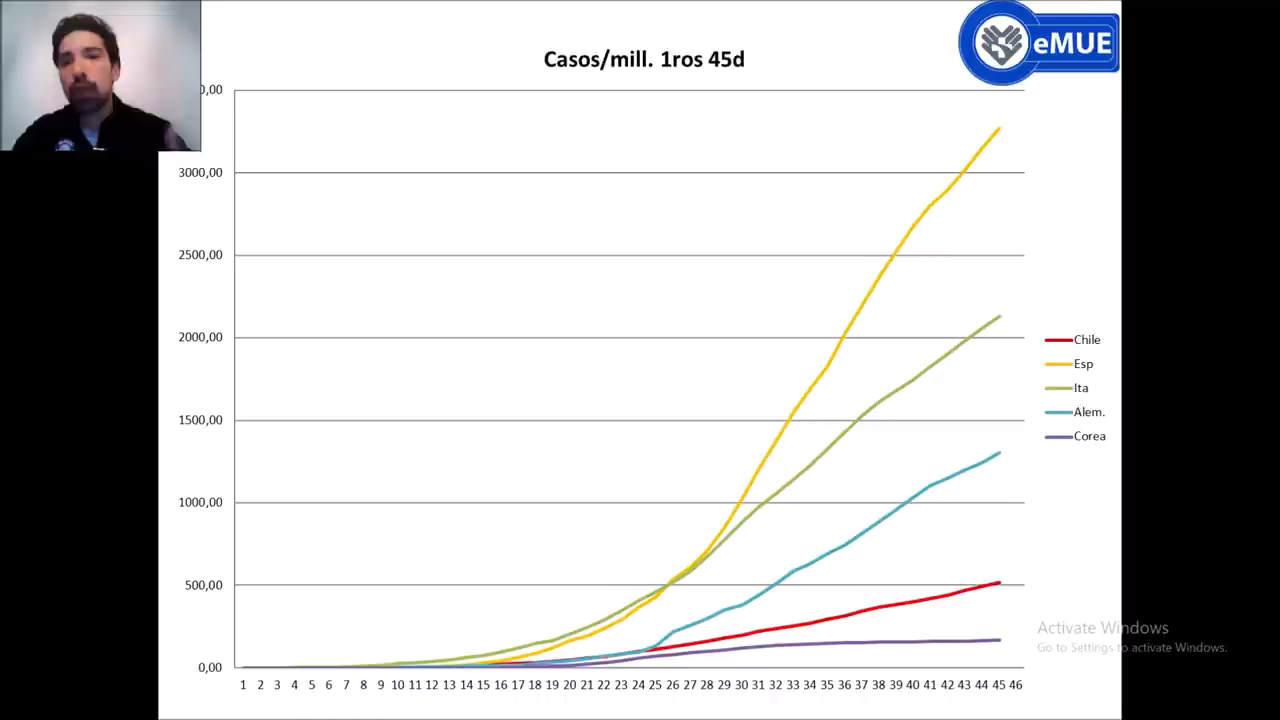 Casos/mill. 1ros 45d
eMUE
0,00
3000,00
2500,00
2000,00
1500,00
1000,00
500,00
0,00
1 2 3 4 5 6 7 8 9 10 11 12 13 14 15 16 17 18 19 20 21 22 23 24 25 26 27 28 29 30 31 32 33 34 35 36 37 38 39 40 41 42 43 44 45 46
Chile
Esp
Ita
Alem.
Corea
Activate Windows
Go to Settings to activate Windows.